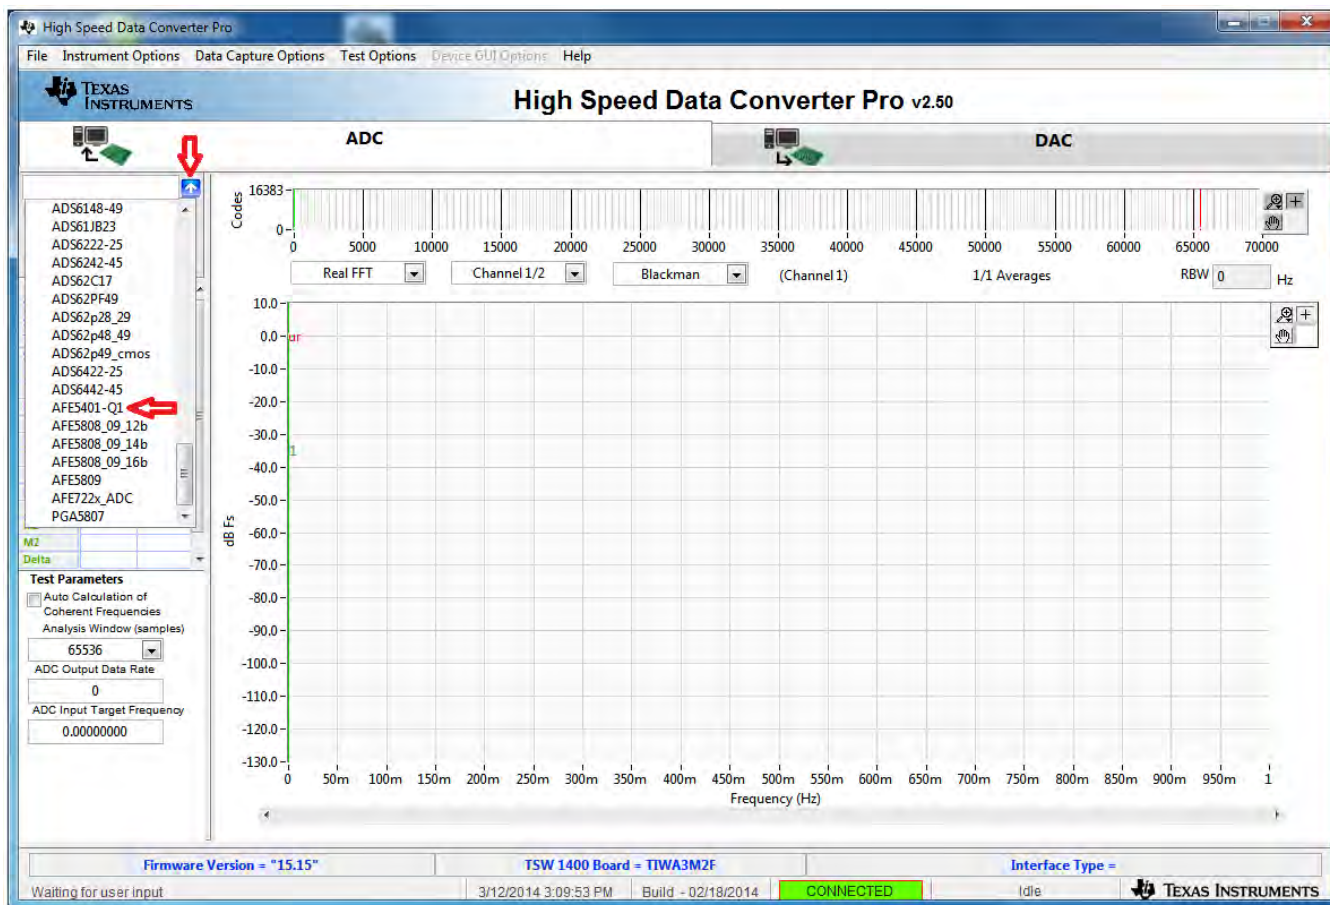 High Speed Data Converter Pro
File Instrument Options Data Capture Options Test Options Device GUI Options Help
TEXAS INSTRUMENTS
High Speed Data Converter Pro v2.50
ADC
DAC
ADS6148-49
ADS61JB23
ADS6222-25
ADS6242-45
ADS62C17
ADS62PF49
ADS62p28_29
ADS62p48_49
ADS62p49_cmos
ADS6422-25
ADS6442-45
AFE5401-Q1
AFE5808_09_12b
AFE5808_09_14b
AFE5808_09_16b
AFE5809
AFE722x_ADC
PGA5807
M2
Delta
Test Parameters
Auto Calculation of
Coherent Frequencies
Analysis Window (samples)
65536
ADC Output Data Rate
0
ADC Input Target Frequency
0.00000000
Codes
16383
0
0 5000 10000 15000 20000 25000 30000 35000 40000 45000 50000 55000 60000 65000 70000
Real FFT Channel 1/2 Blackman (Channel 1) 1/1 Averages RBW 0 Hz
dB Fs
10.0
0.0
-10.0
-20.0
-30.0
-40.0
-50.0
-60.0
-70.0
-80.0
-90.0
-100.0
-110.0
-120.0
-130.0
0 50m 100m 150m 200m 250m 300m 350m 400m 450m 500m 550m 600m 650m 700m 750m 800m 850m 900m 950m 1
Frequency (Hz)
Firmware Version = "15.15" TSW 1400 Board = TIWA3M2F Interface Type =
Waiting for user input 3/12/2014 3:09:53 PM Build - 02/18/2014 CONNECTED Idle TEXAS INSTRUMENTS